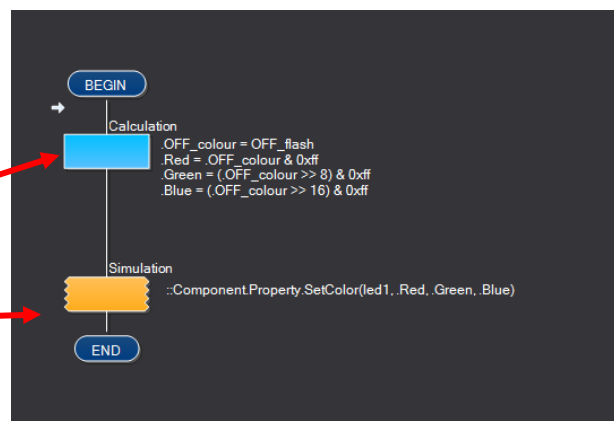 BEGIN
Calculation
.OFF_colour = OFF_flash
.Red = .OFF_colour & 0xff
.Green = (.OFF_colour >> 8) & 0xff
.Blue = (.OFF_colour >> 16) & 0xff
Simulation
::Component.Property.SetColor(led1, .Red, .Green, .Blue)
END